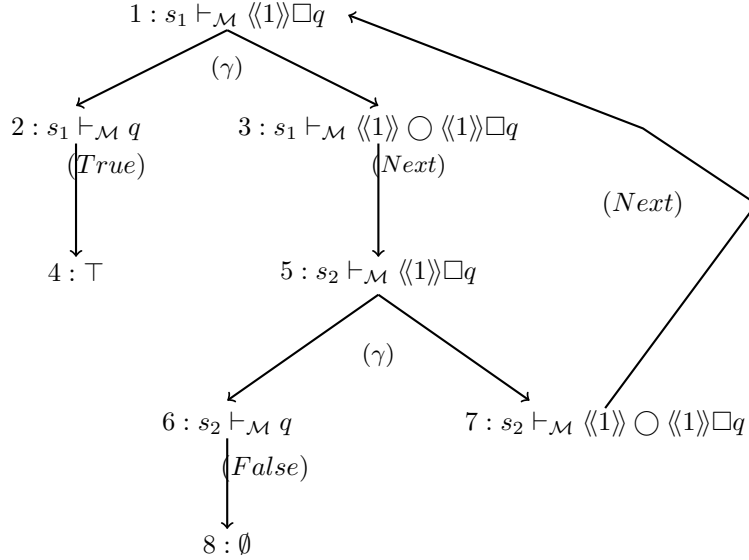 1 : s₁ ⊢_ℳ ⟪1⟫□q
(γ)
2 : s₁ ⊢_ℳ q
3 : s₁ ⊢_ℳ ⟪1⟫ ◯ ⟪1⟫□q
(True)
(Next)
(Next)
4 : ⊤
5 : s₂ ⊢_ℳ ⟪1⟫□q
(γ)
6 : s₂ ⊢_ℳ q
7 : s₂ ⊢_ℳ ⟪1⟫ ◯ ⟪1⟫□q
(False)
8 : ∅